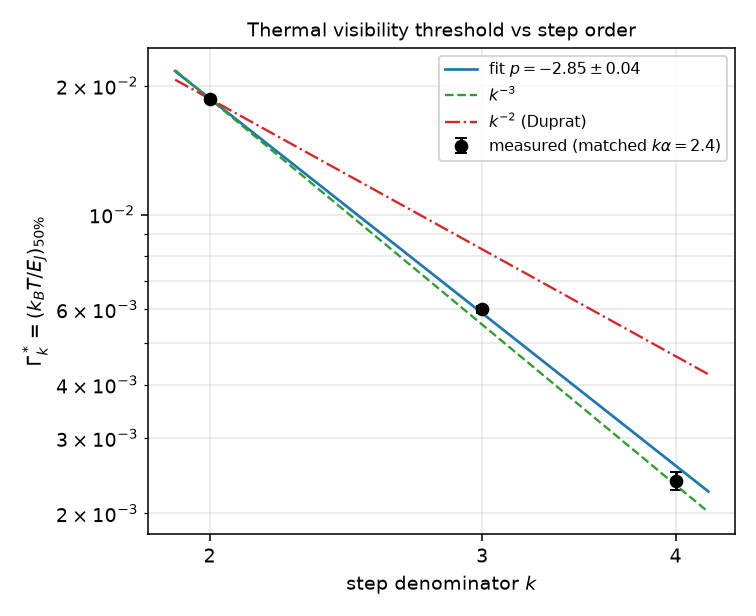 Thermal visibility threshold vs step order
fit p = −2.85 ± 0.04
k⁻³
k⁻² (Duprat)
measured (matched kα = 2.4)
Γ*ₖ = (k_BT/E_J)₅₀%
2 × 10⁻²
10⁻²
6 × 10⁻³
4 × 10⁻³
3 × 10⁻³
2 × 10⁻³
2
3
4
step denominator k